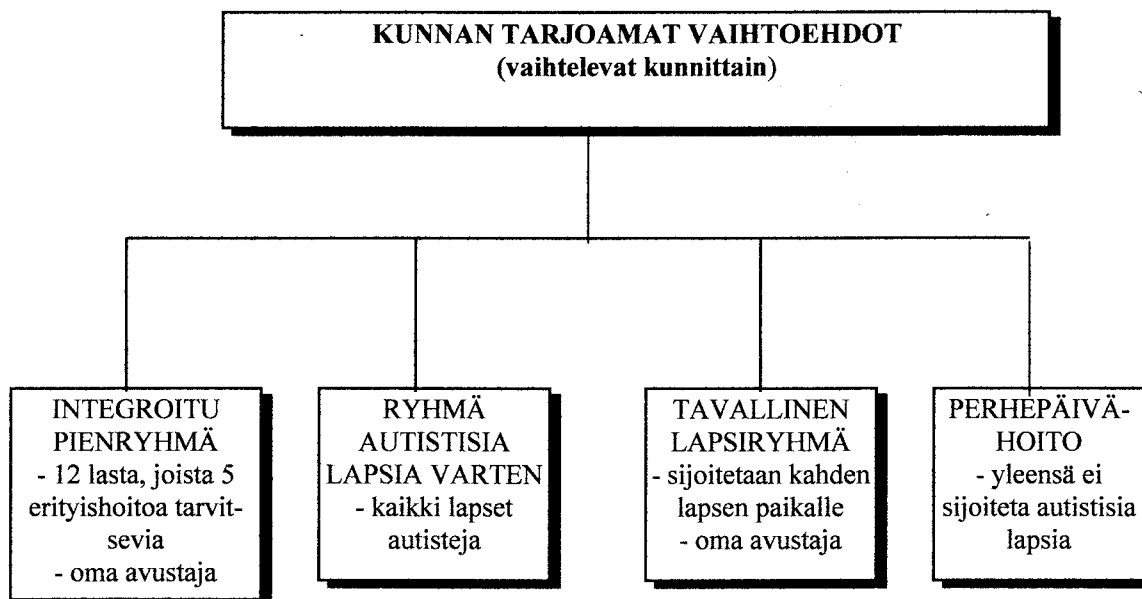 KUNNAN TARJOAMAT VAIHTOEHDOT
(vaihtelevat kunnittain)
INTEGROITU
PIENRYHMÄ
- 12 lasta, joista 5
erityishoitoa tarvit-
sevia
- oma avustaja
RYHMÄ
AUTISTISIA
LAPSIA VARTEN
- kaikki lapset
autisteja
TAVALLINEN
LAPSIRYHMÄ
- sijoitetaan kahden
lapsen paikalle
- oma avustaja
PERHEPÄIVÄ-
HOITO
- yleensä ei
sijoiteta autistisia
lapsia